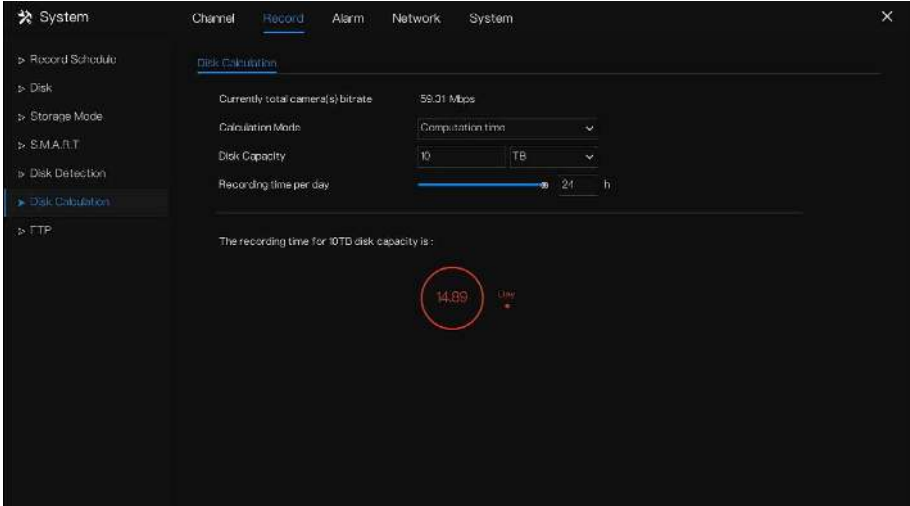 System Channel Record Alarm Network System
Record Schedule
Disk
Storage Mode
S.M.A.R.T
Disk Detection
Disk Calculation
FTP
Disk Calculation
Currently total camera(s) bitrate 59.31 Mbps
Calculation Mode Computation time
Disk Capacity 10 TB
Recording time per day 24 h
The recording time for 10TB disk capacity is :
14.89 Day